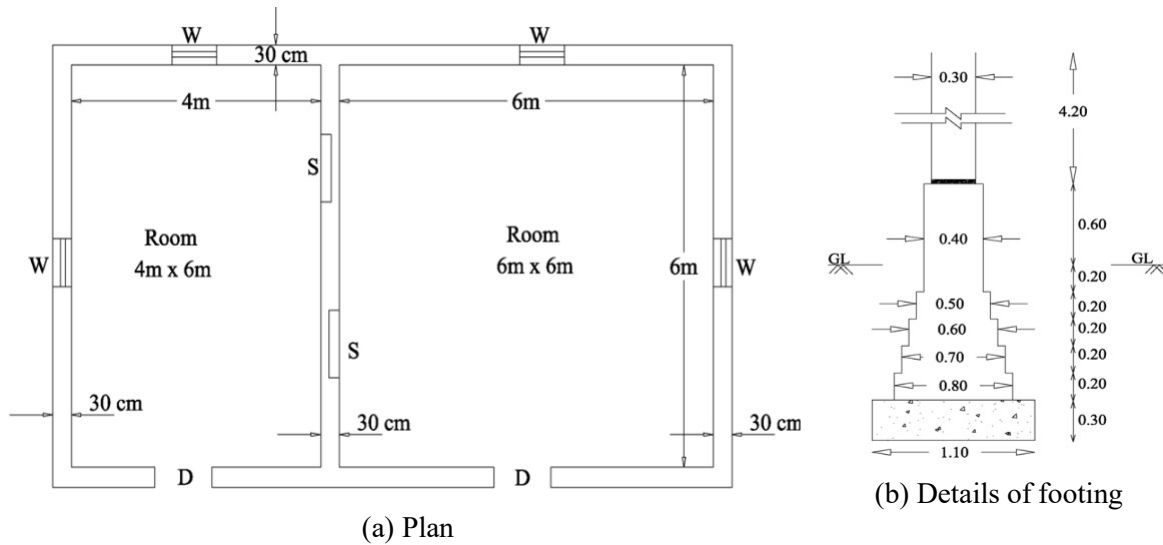 W
W
30 cm
4m
6m
S
W
Room
4m x 6m
Room
6m x 6m
6m
W
S
30 cm
30 cm
30 cm
D
D
(a) Plan
0.30
4.20
0.60
0.40
GL
GL
0.20
0.50
0.20
0.60
0.20
0.70
0.20
0.80
0.20
0.30
1.10
(b) Details of footing